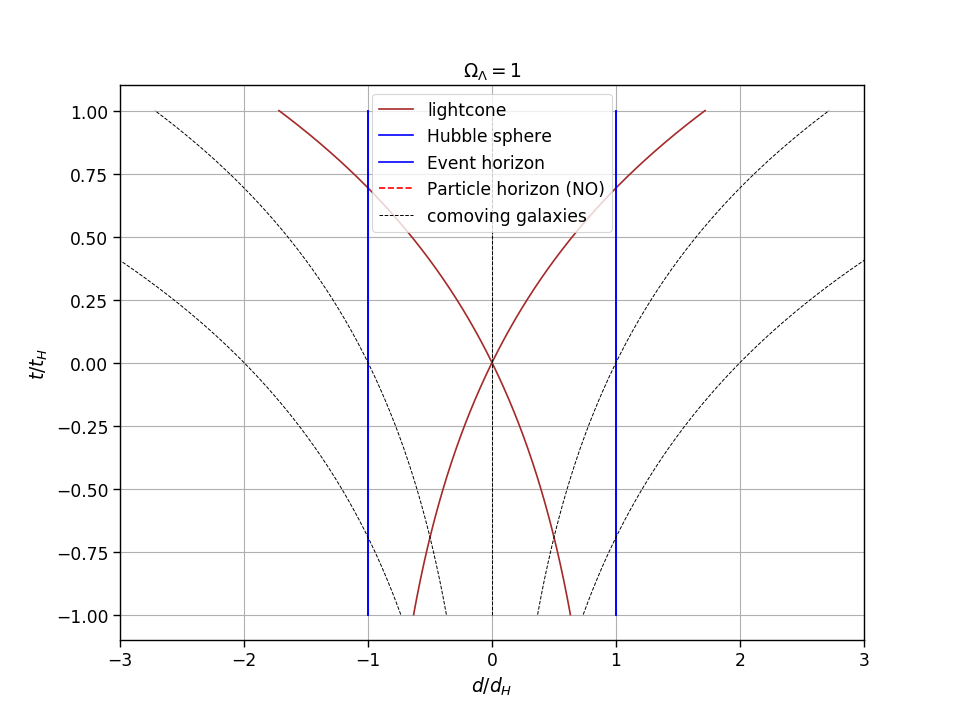 Ω_Λ = 1
lightcone
Hubble sphere
Event horizon
Particle horizon (NO)
comoving galaxies
1.00
0.75
0.50
0.25
0.00
−0.25
−0.50
−0.75
−1.00
t/t_H
−3 −2 −1 0 1 2 3
d/d_H